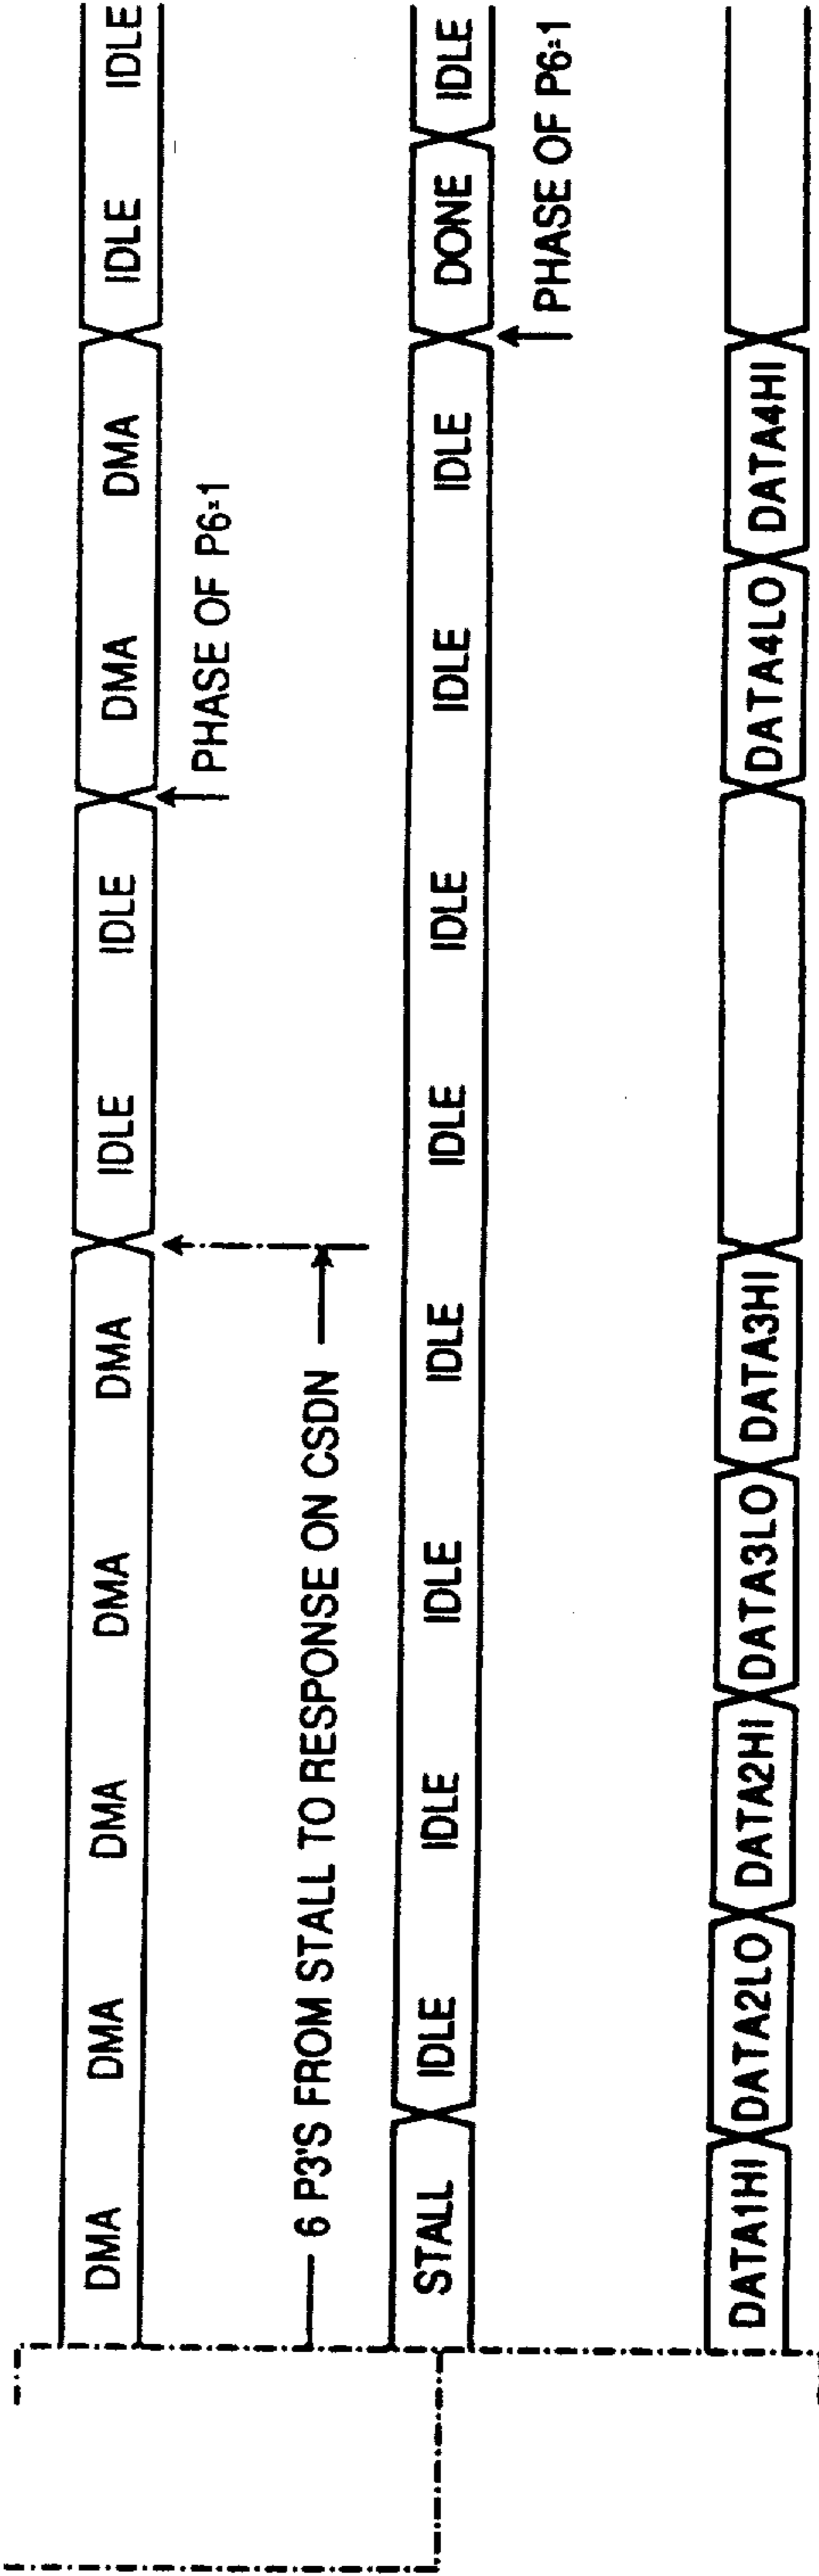 DMA DMA DMA DMA DMA IDLE IDLE DMA DMA IDLE IDLE
PHASE OF P6=1
6 P3'S FROM STALL TO RESPONSE ON CSDN
STALL IDLE IDLE IDLE IDLE IDLE IDLE IDLE IDLE DONE IDLE
PHASE OF P6=1
DATA1HI DATA2LO DATA2HI DATA3LO DATA3HI DATA4LO DATA4HI